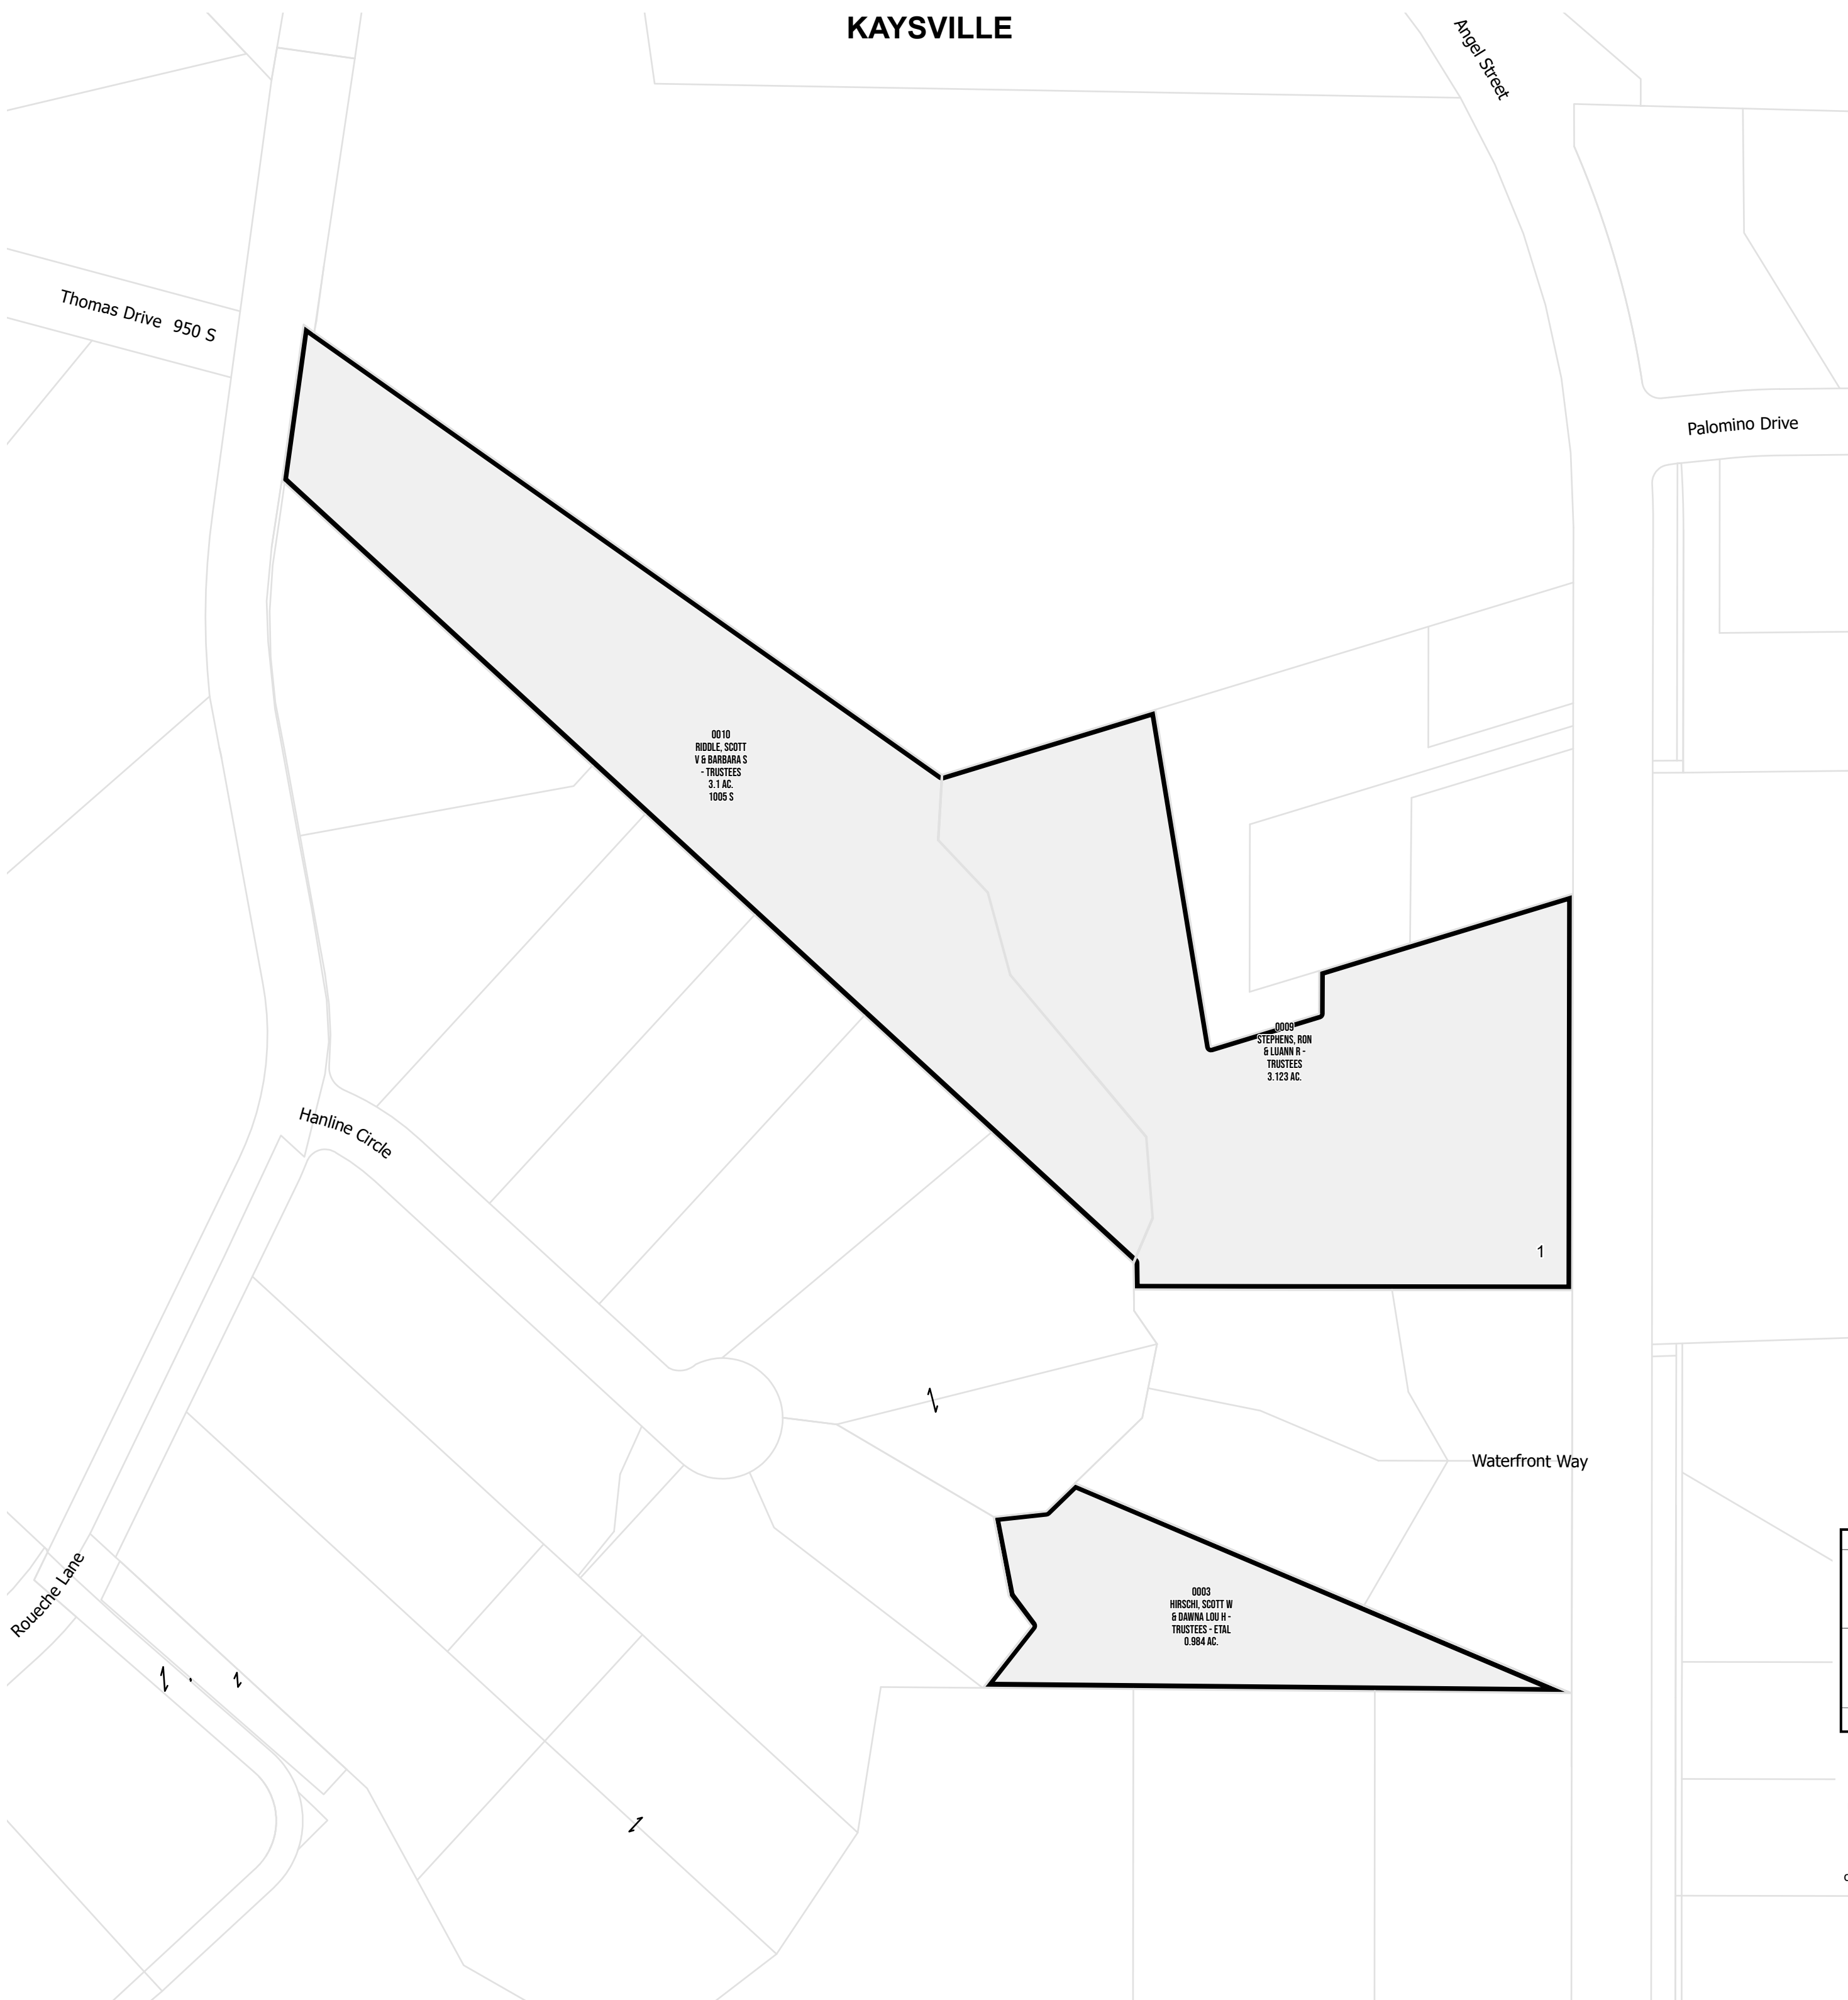 KAYSVILLE
Angel Street
Thomas Drive 950 S
Palomino Drive
0010
RIDDLE, SCOTT
V & BARBARA S
- TRUSTEES
3.1 AC.
1005 S
0009
STEPHENS, RON
& LUANN R -
TRUSTEES
3.123 AC.
Hanline Circle
1
Waterfront Way
Roueche Lane
0003
HIRSCHI, SCOTT W
& DAWNA LOU H -
TRUSTEES - ETAL
0.984 AC.